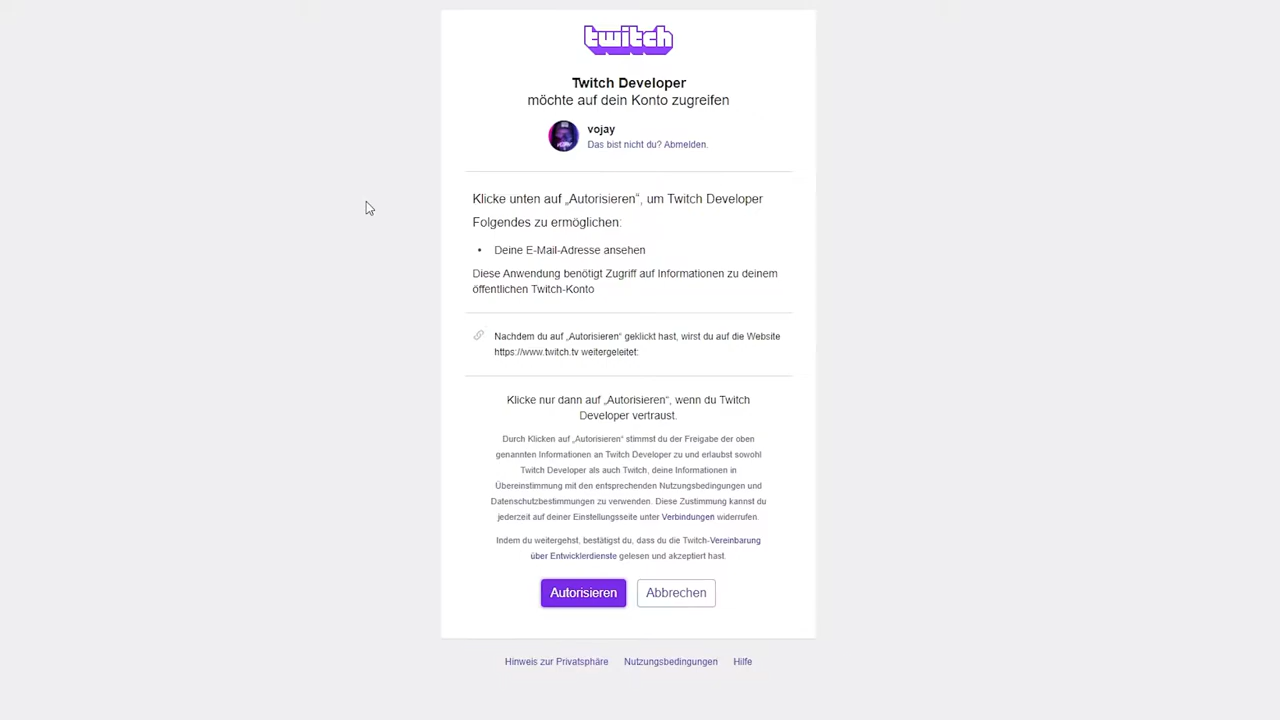 twitch
Twitch Developer
möchte auf dein Konto zugreifen
vojay
Das bist nicht du? Abmelden.
Klicke unten auf „Autorisieren“, um Twitch Developer
Folgendes zu ermöglichen:
• Deine E-Mail-Adresse ansehen
Diese Anwendung benötigt Zugriff auf Informationen zu deinem
öffentlichen Twitch-Konto
Nachdem du auf „Autorisieren“ geklickt hast, wirst du auf die Website
https://www.twitch.tv weitergeleitet:
Klicke nur dann auf „Autorisieren“, wenn du Twitch
Developer vertraust.
Durch Klicken auf „Autorisieren“ stimmst du der Freigabe der oben
genannten Informationen an Twitch Developer zu und erlaubst sowohl
Twitch Developer als auch Twitch, deine Informationen in
Übereinstimmung mit den entsprechenden Nutzungsbedingungen und
Datenschutzbestimmungen zu verwenden. Diese Zustimmung kannst du
jederzeit auf deiner Einstellungsseite unter Verbindungen widerrufen.
Indem du weitergehst, bestätigst du, dass du die Twitch-Vereinbarung
über Entwicklerdienste gelesen und akzeptiert hast.
Autorisieren Abbrechen
Hinweis zur Privatsphäre Nutzungsbedingungen Hilfe